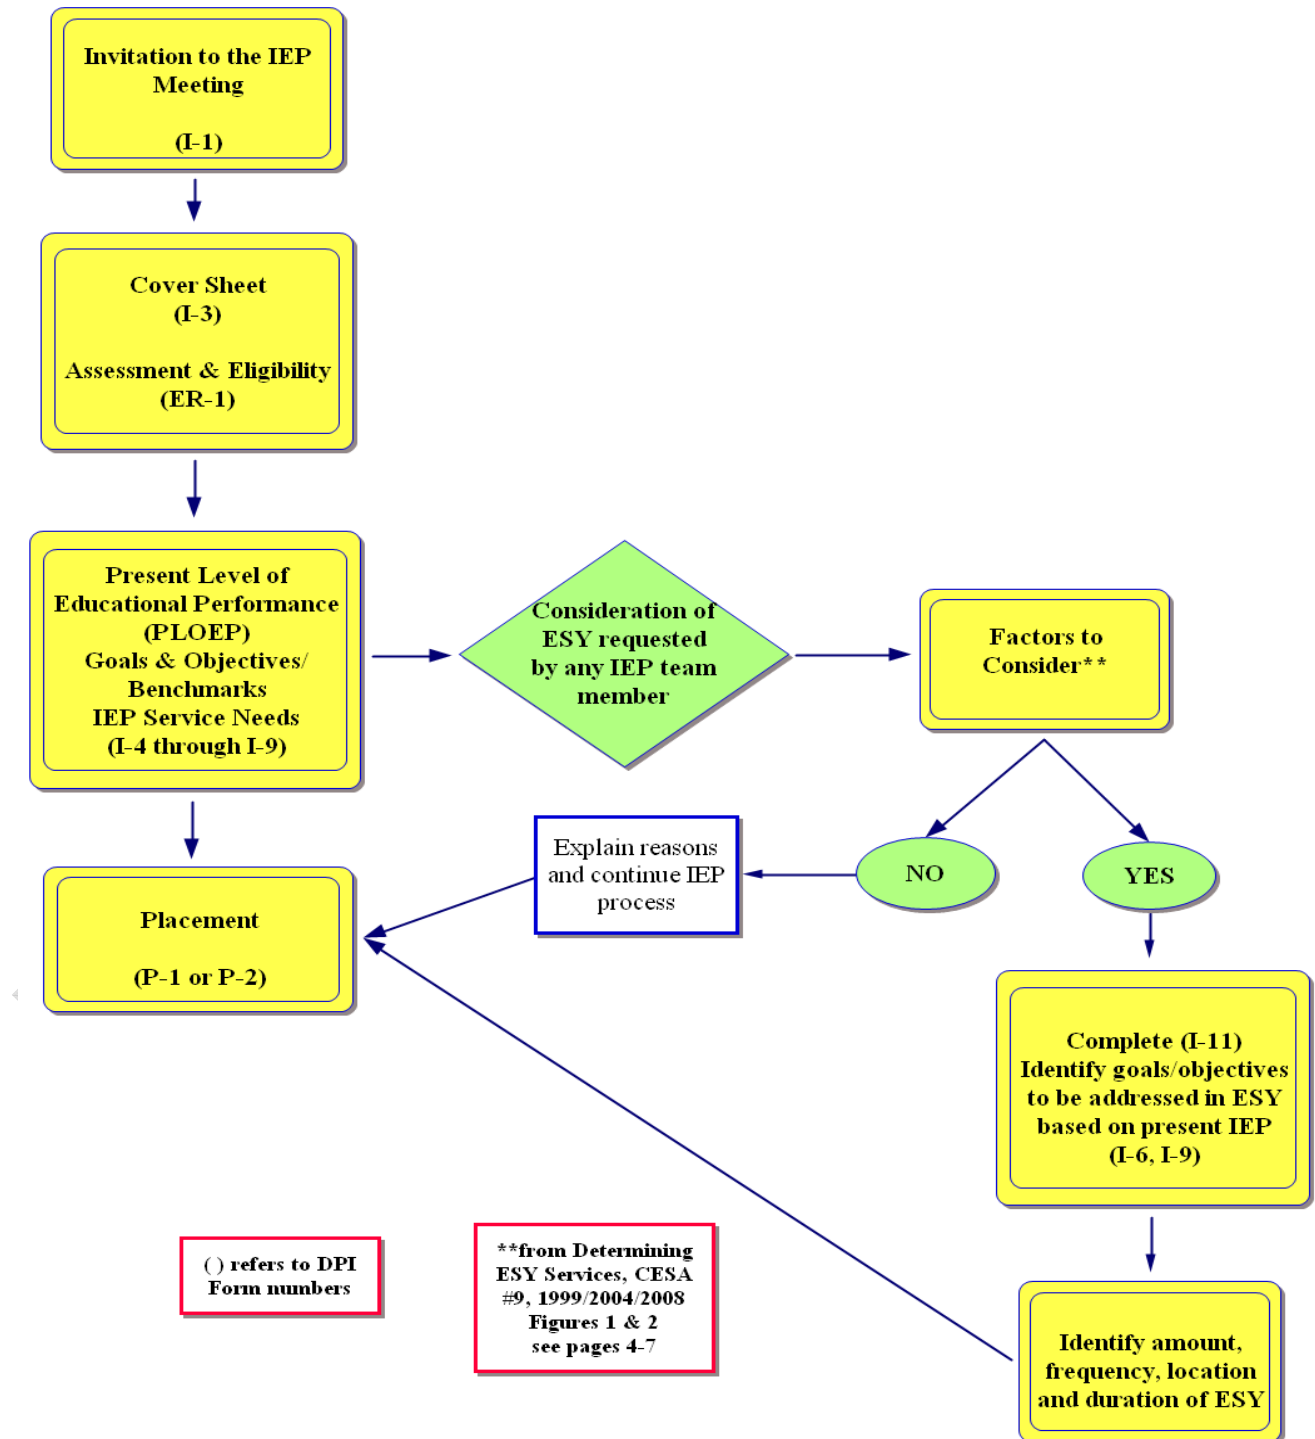 Invitation to the IEP
Meeting
(I-1)
Cover Sheet
(I-3)
Assessment & Eligibility
(ER-1)
Present Level of
Educational Performance
(PLOEP)
Goals & Objectives/
Benchmarks
IEP Service Needs
(I-4 through I-9)
Consideration of
ESY requested
by any IEP team
member
Factors to
Consider**
NO
YES
Explain reasons
and continue IEP
process
Placement
(P-1 or P-2)
Complete (I-11)
Identify goals/objectives
to be addressed in ESY
based on present IEP
(I-6, I-9)
Identify amount,
frequency, location
and duration of ESY
( ) refers to DPI
Form numbers
**from Determining
ESY Services, CESA
#9, 1999/2004/2008
Figures 1 & 2
see pages 4-7